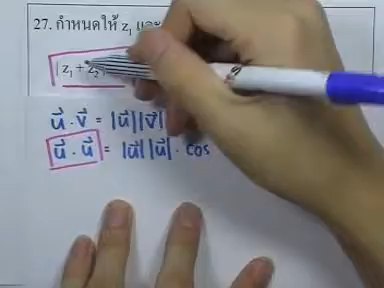 27. กำหนดให้ z₁ และ
|z₁ + z₂
u⃗ · v⃗ = |u⃗||v⃗|
u⃗ · u⃗ = |u⃗||u⃗| · cos